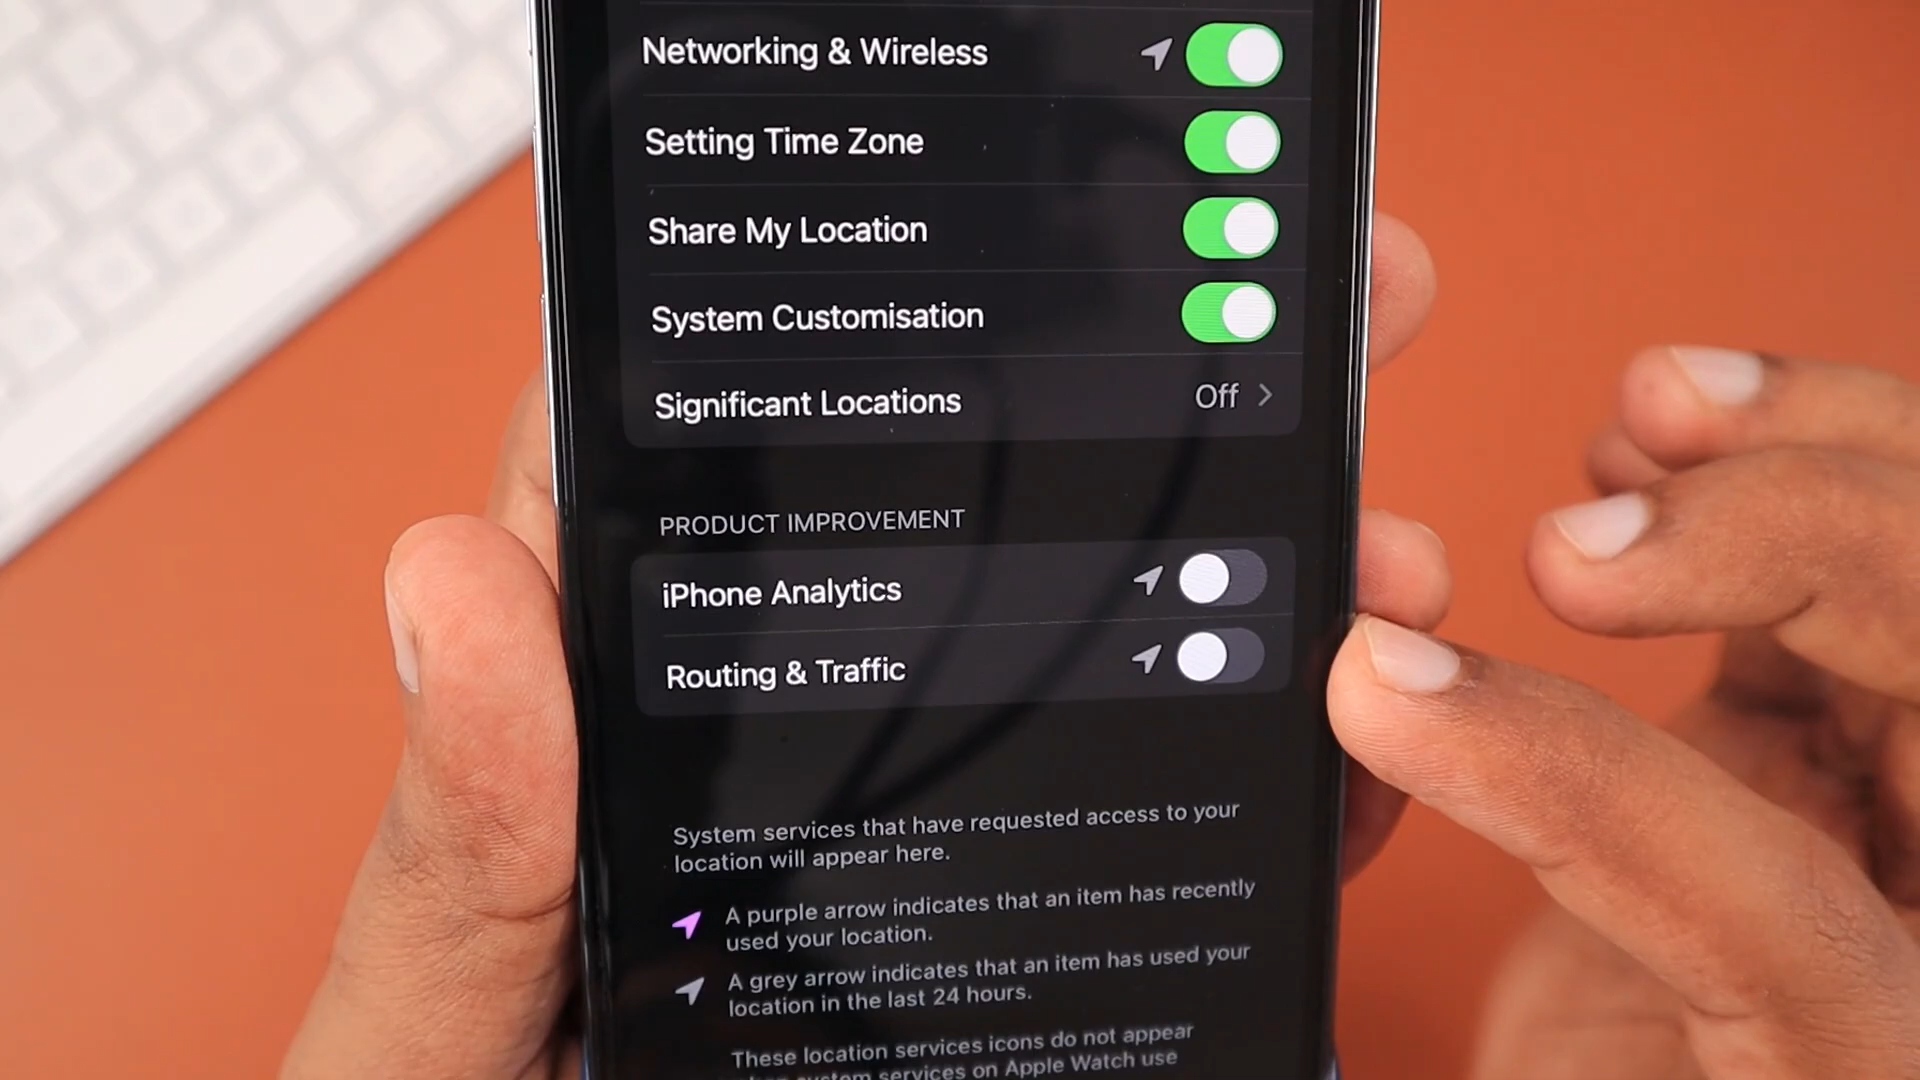 Networking & Wireless
Setting Time Zone
Share My Location
System Customisation
Significant Locations Off
PRODUCT IMPROVEMENT
iPhone Analytics
Routing & Traffic
System services that have requested access to your
location will appear here.
A purple arrow indicates that an item has recently
used your location.
A grey arrow indicates that an item has used your
location in the last 24 hours.
These location services icons do not appear
system services on Apple Watch use